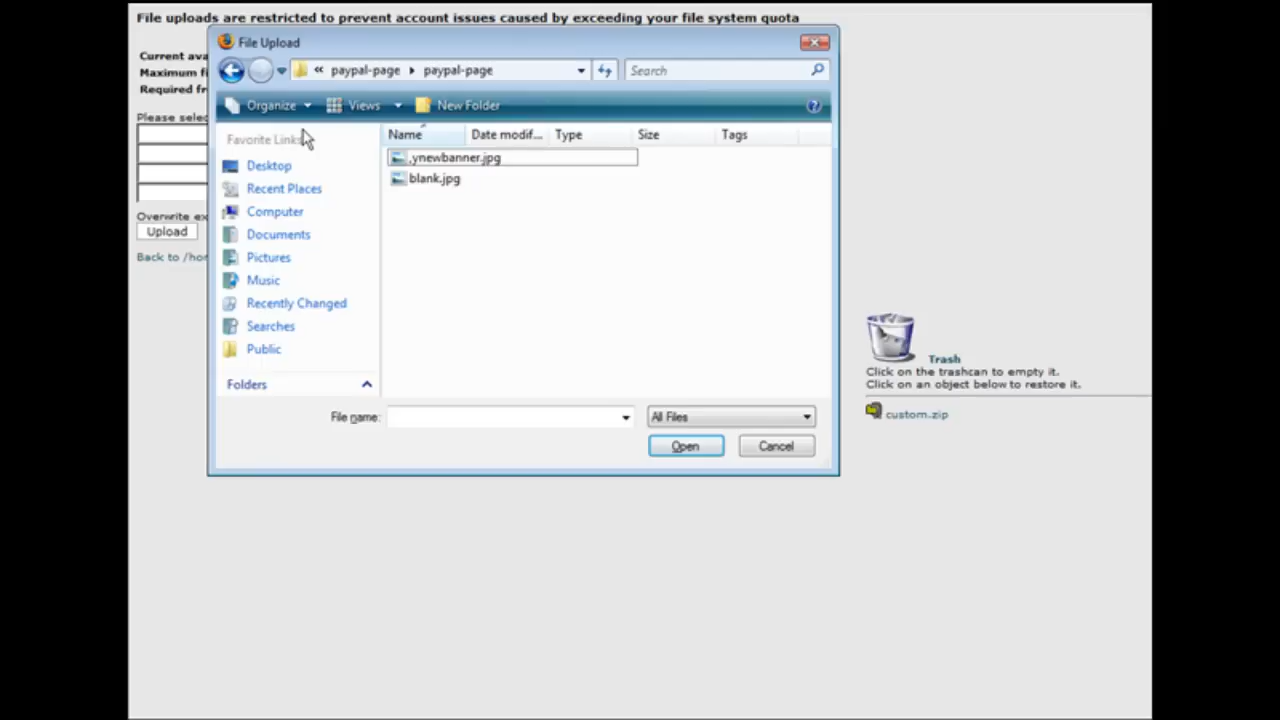 File uploads are restricted to prevent account issues caused by exceeding your file system quota
File Upload
Current ava
« paypal-page ▸ paypal-page
Search
Maximum fi
Required fr
Organize Views New Folder
Please selec
Favorite Links
Name Date modif... Type Size Tags
,ynewbanner.jpg
Desktop
blank.jpg
Recent Places
Computer
Overwrite ex
Upload
Documents
Back to /hor
Pictures
Music
Recently Changed
Searches
Public
Trash
Click on the trashcan to empty it.
Click on an object below to restore it.
Folders
custom.zip
File name: All Files
Open Cancel